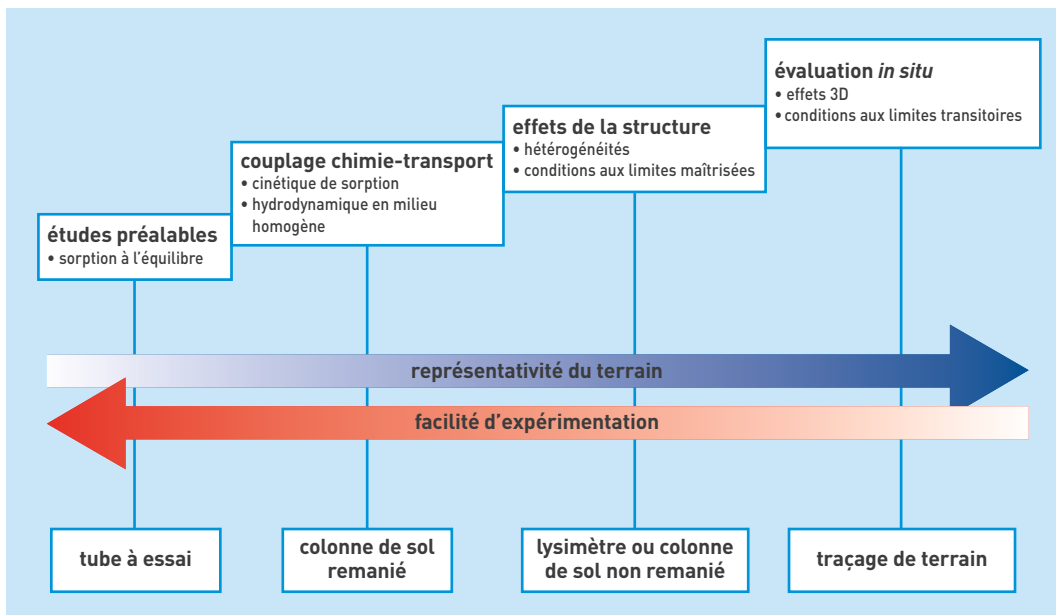 études préalables
• sorption à l'équilibre
couplage chimie-transport
• cinétique de sorption
• hydrodynamique en milieu
homogène
effets de la structure
• hétérogénéités
• conditions aux limites maîtrisées
évaluation in situ
• effets 3D
• conditions aux limites transitoires
représentativité du terrain
facilité d'expérimentation
tube à essai
colonne de sol
remanié
lysimètre ou colonne
de sol non remanié
traçage de terrain